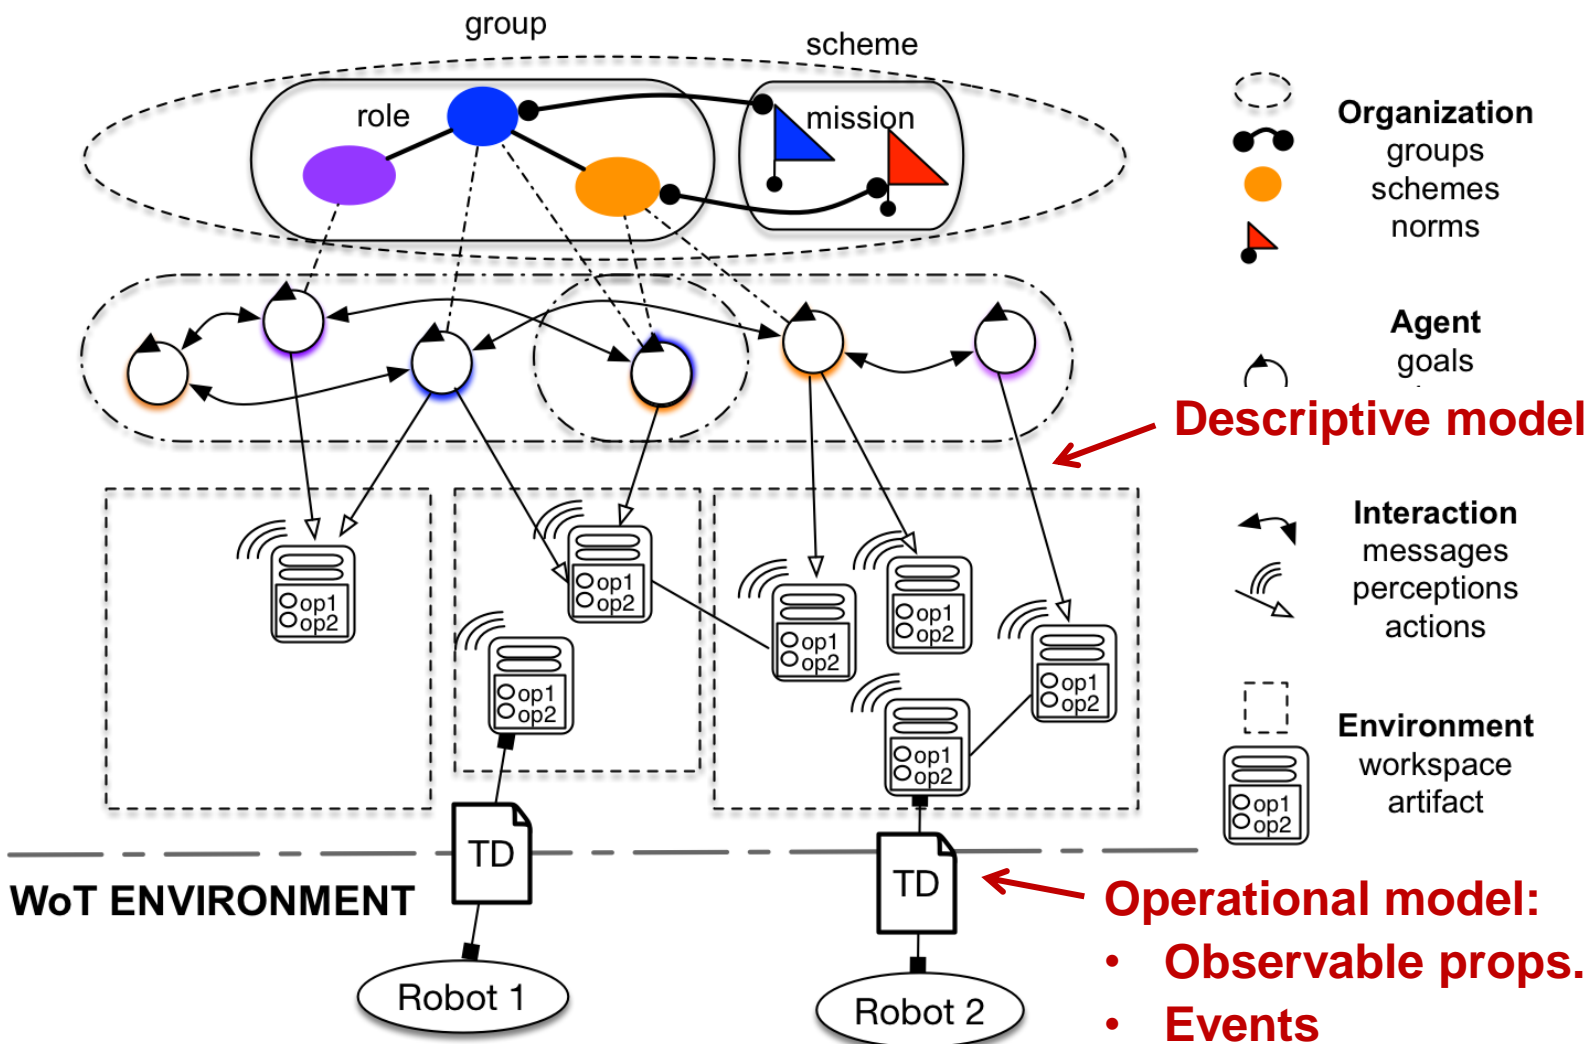 group
scheme
role
mission
Organization
groups
schemes
norms
Agent
goals
Descriptive model
Interaction
messages
perceptions
actions
op1
op2
op1
op2
op1
op2
op1
op2
op1
op2
op1
op2
op1
op2
Environment
workspace
artifact
op1
op2
TD
TD
WoT ENVIRONMENT
Operational model:
• Observable props.
• Events
Robot 1
Robot 2